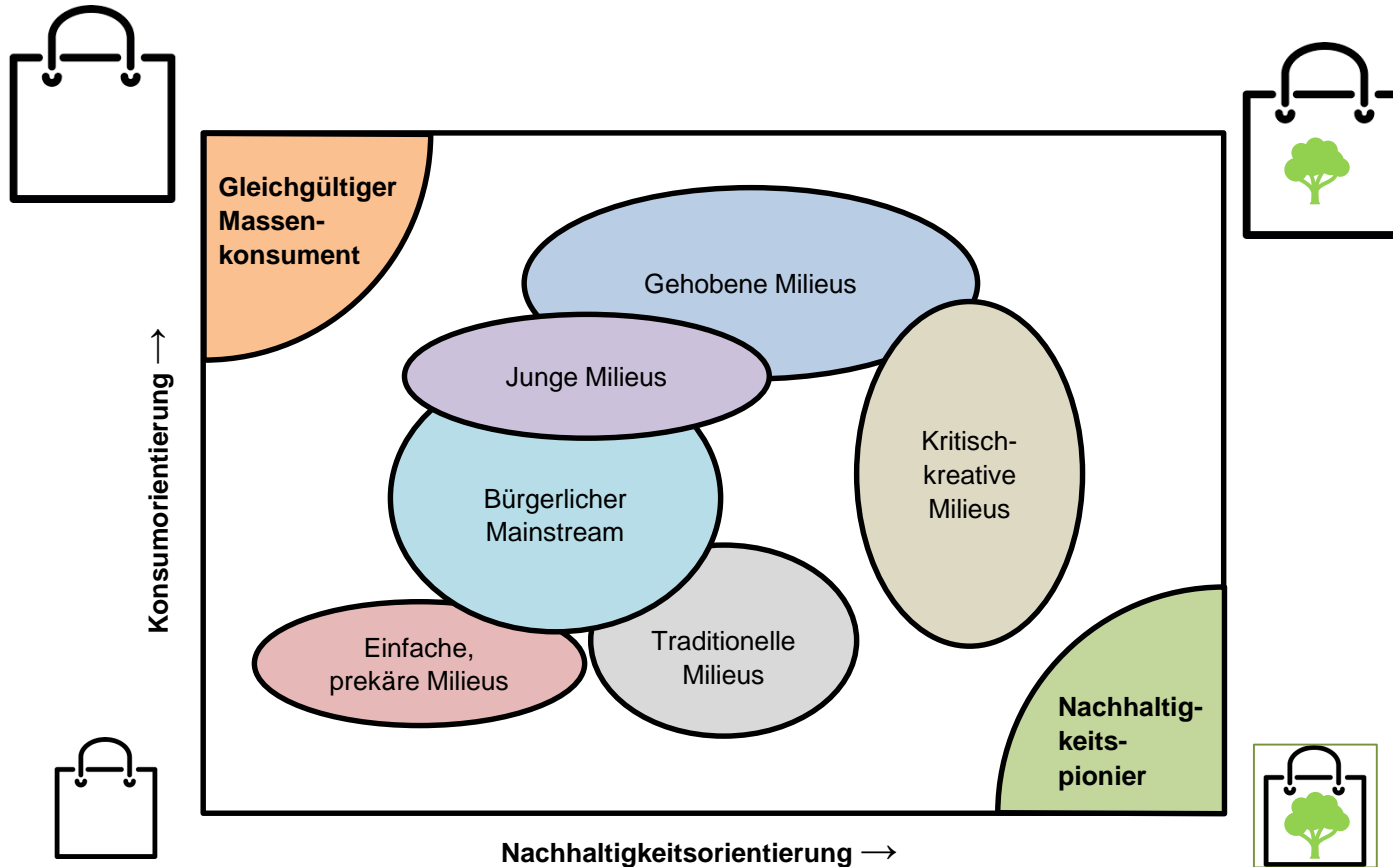 Gleichgültiger
Massen-
konsument
Gehobene Milieus
Junge Milieus
Kritisch-
kreative
Milieus
Bürgerlicher
Mainstream
Einfache,
prekäre Milieus
Traditionelle
Milieus
Nachhaltig-
keits-
pionier
Konsumorientierung →
Nachhaltigkeitsorientierung →